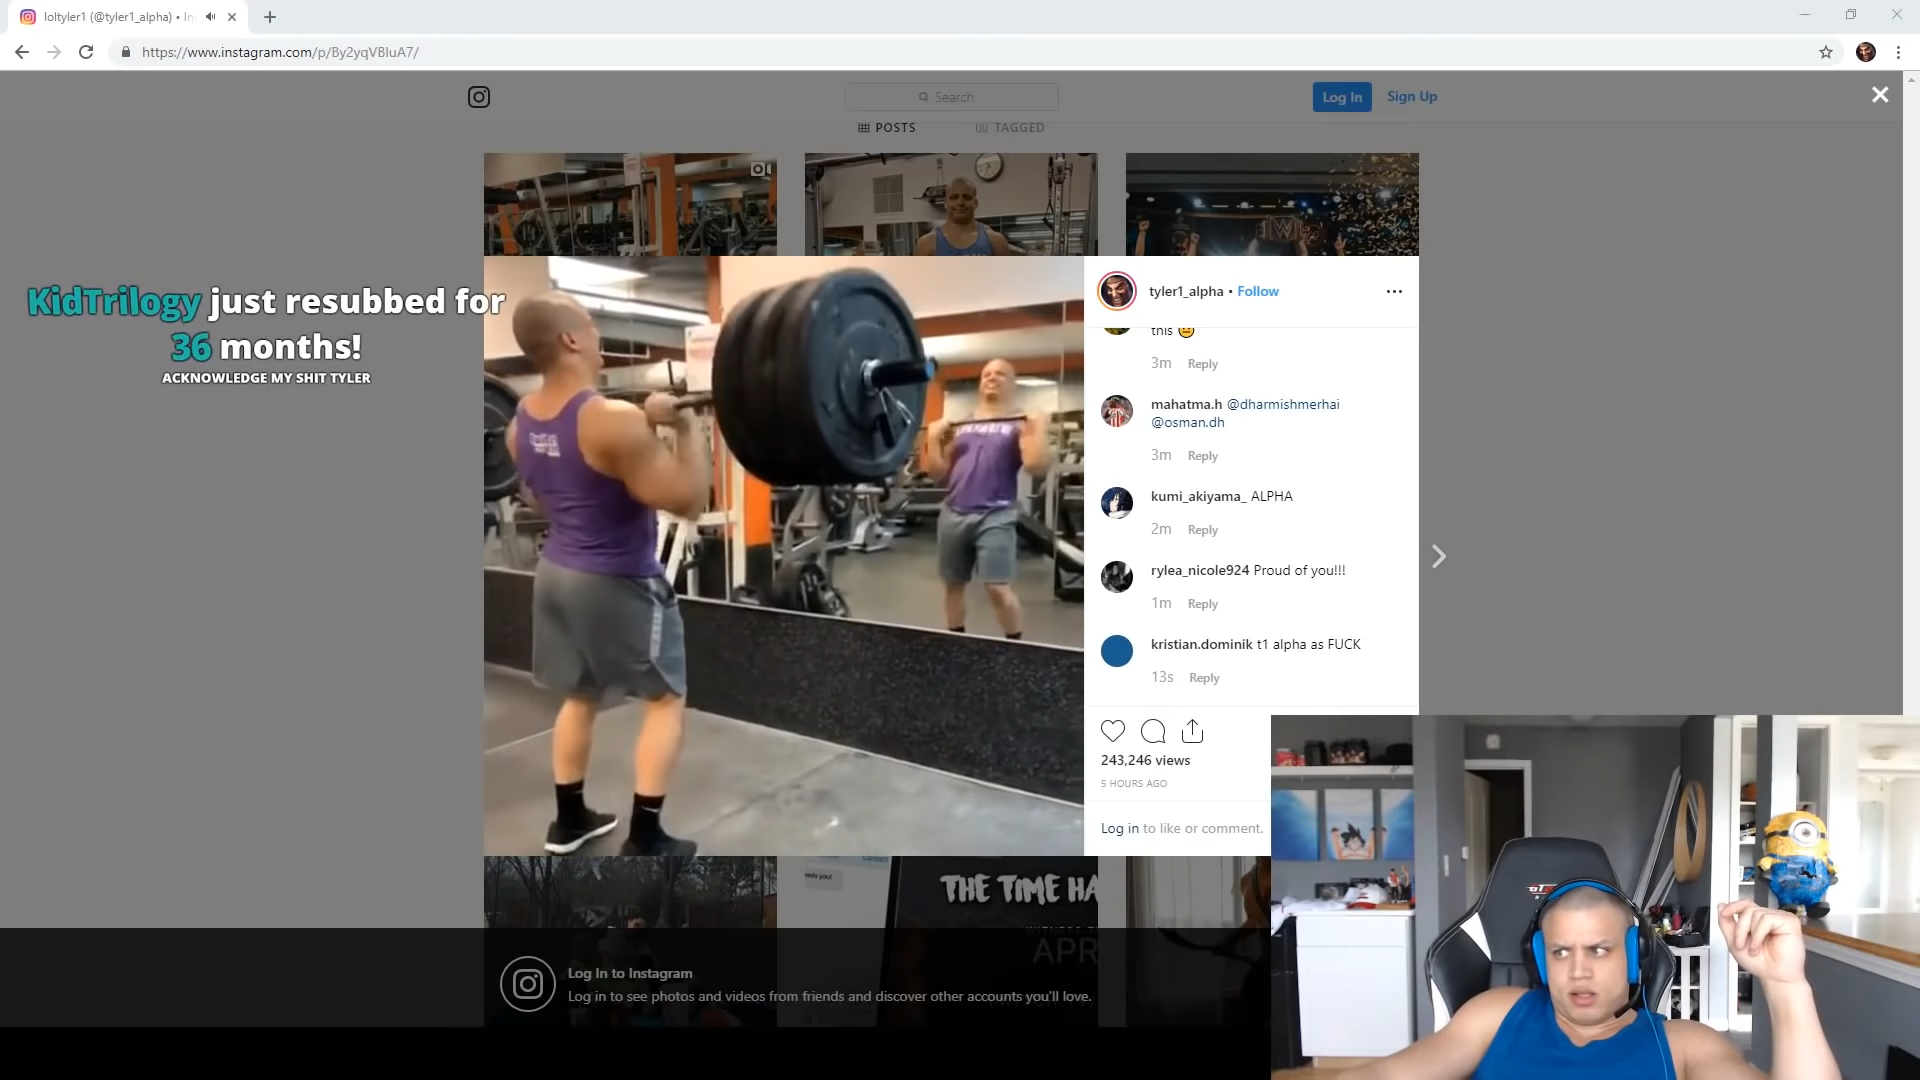 loltyler1 (@tyler1_alpha) • In
https://www.instagram.com/p/By2yqVBIuA7/
Search
Log In
Sign Up
POSTS
TAGGED
KidTrilogy just resubbed for
36 months!
ACKNOWLEDGE MY SHIT TYLER
tyler1_alpha • Follow
this 😐
3m Reply
mahatma.h @dharmishmerhai
@osman.dh
3m Reply
kumi_akiyama_ ALPHA
2m Reply
rylea_nicole924 Proud of you!!!
1m Reply
kristian.dominik t1 alpha as FUCK
13s Reply
243,246 views
5 HOURS AGO
Log in to like or comment.
Contact
THE TIME HA
APR
Log In to Instagram
Log in to see photos and videos from friends and discover other accounts you'll love.